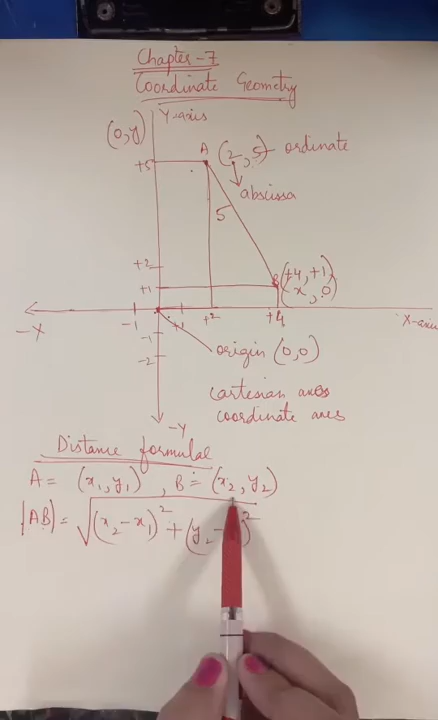 Chapter-7
Coordinate Geometry
Y-axis
(0,y)
A (2, 5) ordinate
+5
abscissa
5
+2
(+4, +1)
B (x, 0)
+1
-X -1 +1 +2 +4 X-axis
-1
-2
origin (0,0)
cartesian axes
coordinate axes
-Y
Distance formula
A = (x₁, y₁) , B = (x₂, y₂)
|AB| = √(x₂-x₁)² + (y₂- )²